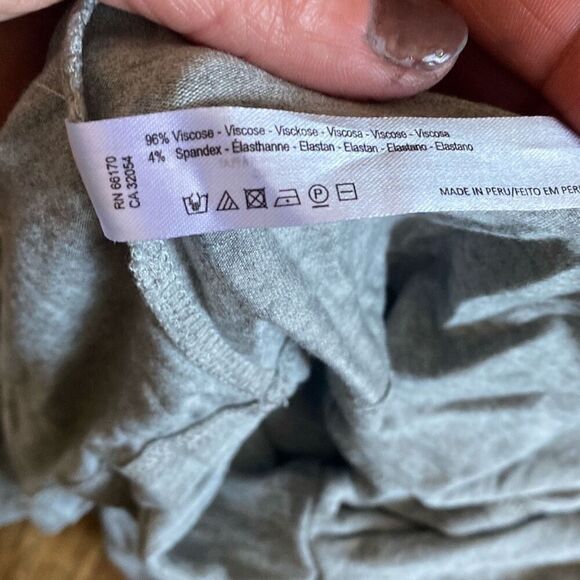 RN 66170
CA 32054
96% Viscose - Viscose - Visckose - Viscosa - Viscose - Viscosa
4% Spandex - Élasthanne - Elastan - Elastan - Elastano - Elastano
MADE IN PERU/FEITO EM PER